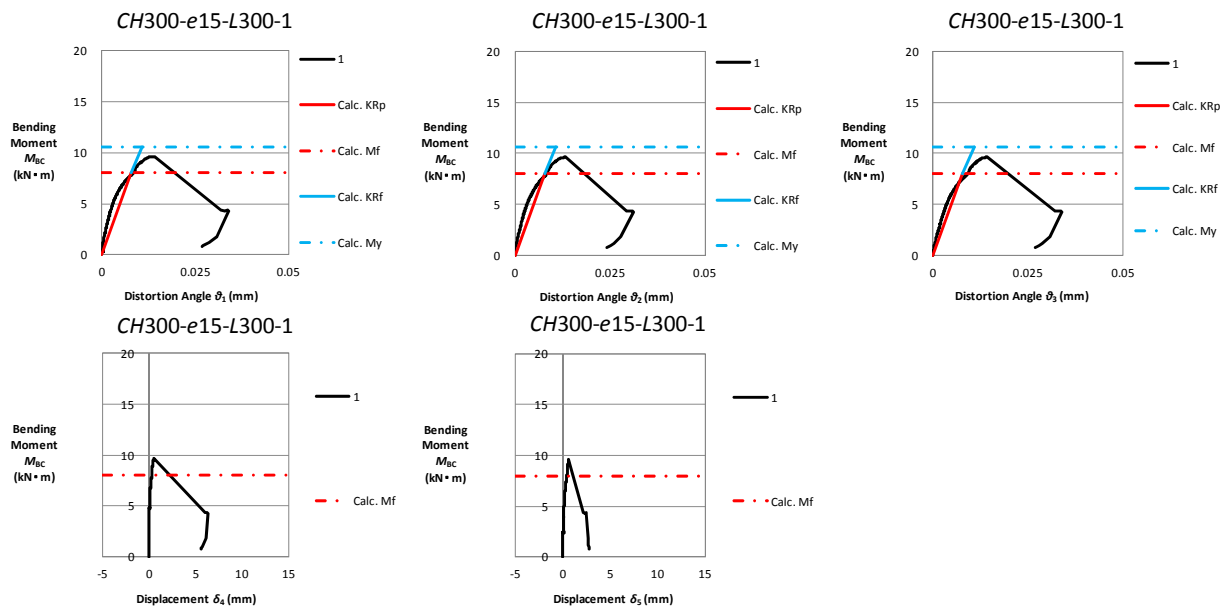 CH300-e15-L300-1
20
15
10
5
0
0
0.025
0.05
Bending
Moment
M_BC
(kN•m)
Distortion Angle ϑ₁ (mm)
1
Calc. KRp
Calc. Mf
Calc. KRf
Calc. My
CH300-e15-L300-1
20
15
10
5
0
0
0.025
0.05
Bending
Moment
M_BC
(kN•m)
Distortion Angle ϑ₂ (mm)
1
Calc. KRp
Calc. Mf
Calc. KRf
Calc. My
CH300-e15-L300-1
20
15
10
5
0
0
0.025
0.05
Bending
Moment
M_BC
(kN•m)
Distortion Angle ϑ₃ (mm)
1
Calc. KRp
Calc. Mf
Calc. KRf
Calc. My
CH300-e15-L300-1
20
15
10
5
0
-5
0
5
10
15
Bending
Moment
M_BC
(kN•m)
Displacement δ₄ (mm)
1
Calc. Mf
CH300-e15-L300-1
20
15
10
5
0
-5
0
5
10
15
Bending
Moment
M_BC
(kN•m)
Displacement δ₅ (mm)
1
Calc. Mf